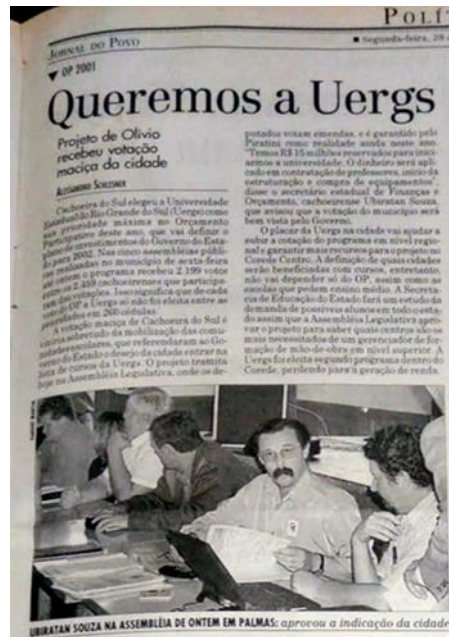 POLÍ
JORNAL DO POVO
■ Segunda-feira, 28
▼ OP 2001
Queremos a Uergs
Projeto de Olívio
recebeu votação
maciça da cidade
Cachoeira do Sul elegeu a Universidade
Estadual do Rio Grande do Sul (Uergs) como
sua prioridade máxima no Orçamento
Participativo deste ano, que vai definir o
plano de investimentos do Governo do Esta-
do para 2002. Nas cinco assembléias públi-
cas realizadas no município de sexta-feira
até ontem o programa recebeu 2.199 votos
entre os 2.459 cachoeirenses que participa-
ram das votações. Isso significa que de cada
voto do OP a Uergs só não foi eleita entre as
prioridades em 260 cédulas.
A votação maciça de Cachoeira do Sul é
vitória sobretudo da mobilização das comu-
nidades escolares, que referendaram ao Go-
verno do Estado o desejo da cidade entrar na
lista de cursos da Uergs. O projeto tramita
hoje na Assembléia Legislativa, onde os de-
putados votam emendas, e é garantido pelo
Piratini como realidade ainda neste ano.
"Temos R$ 15 milhões reservados para inici-
armos a universidade. O dinheiro será apli-
cado em contratação de professores, início da
estruturação e compra de equipamentos",
disse o secretário estadual de Finanças e
Orçamento, cachoeirense Ubiratan Souza,
que avisou que a votação do município será
bem vista pelo Governo.
O placar da Uergs na cidade vai ajudar a
subir a cotação do programa em nível regio-
nal e garantir mais recursos para o projeto no
Corede Centro. A definição de quais cidades
serão beneficiadas com cursos, entretanto,
não vai depender só do OP, assim como as
escolas que pedem ensino médio. A Secreta-
ria de Educação do Estado fará um estudo da
demanda de possíveis alunos em todo o esta-
do assim que a Assembléia Legislativa apro-
var o projeto para saber quais centros são os
mais necessitados de um gerenciador de for-
mação de mão-de-obra em nível superior. A
Uergs foi eleita segundo programa dentro do
Corede, perdendo para a geração de renda.
UBIRATAN SOUZA NA ASSEMBLÉIA DE ONTEM EM PALMAS: aprovou a indicação da cidade